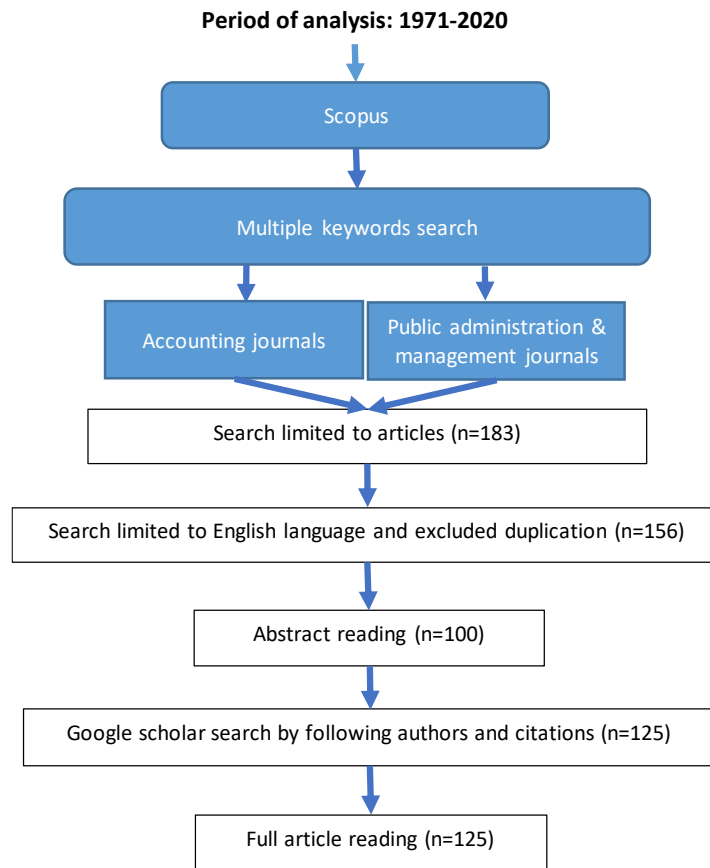 Period of analysis: 1971-2020
Scopus
Multiple keywords search
Accounting journals
Public administration &
management journals
Search limited to articles (n=183)
Search limited to English language and excluded duplication (n=156)
Abstract reading (n=100)
Google scholar search by following authors and citations (n=125)
Full article reading (n=125)